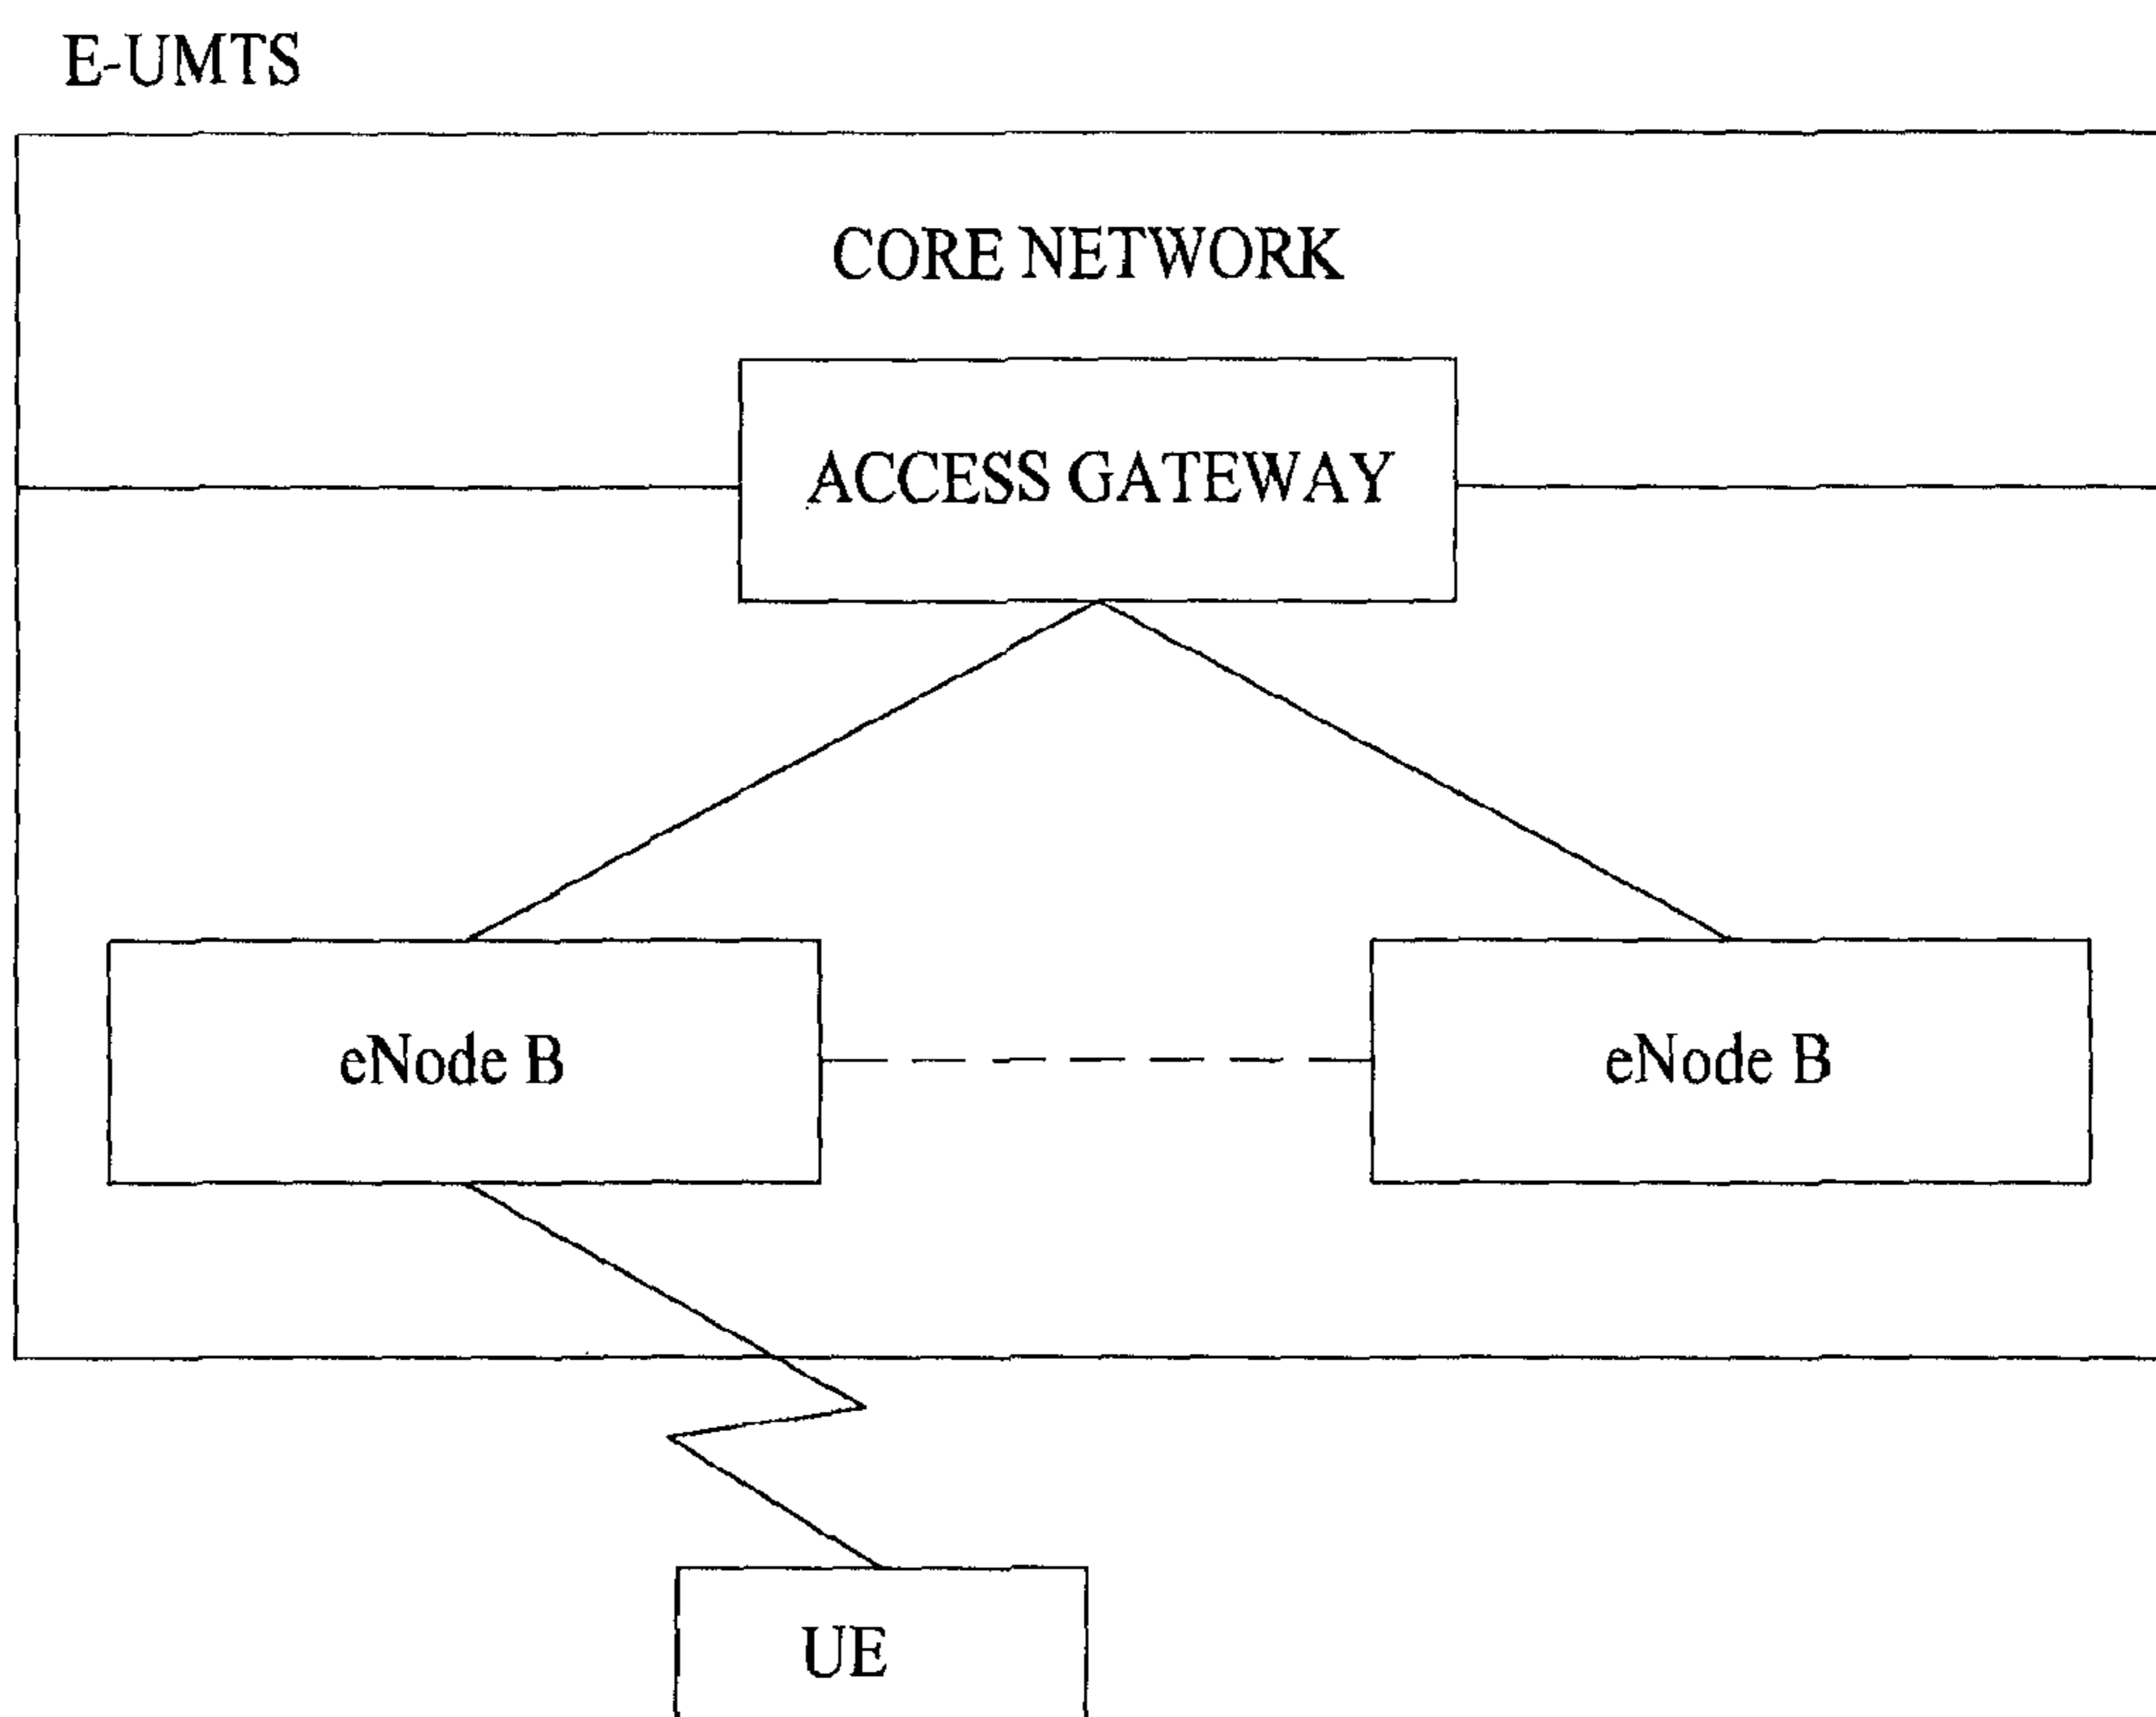 E-UMTS
CORE NETWORK
ACCESS GATEWAY
eNode B
eNode B
UE